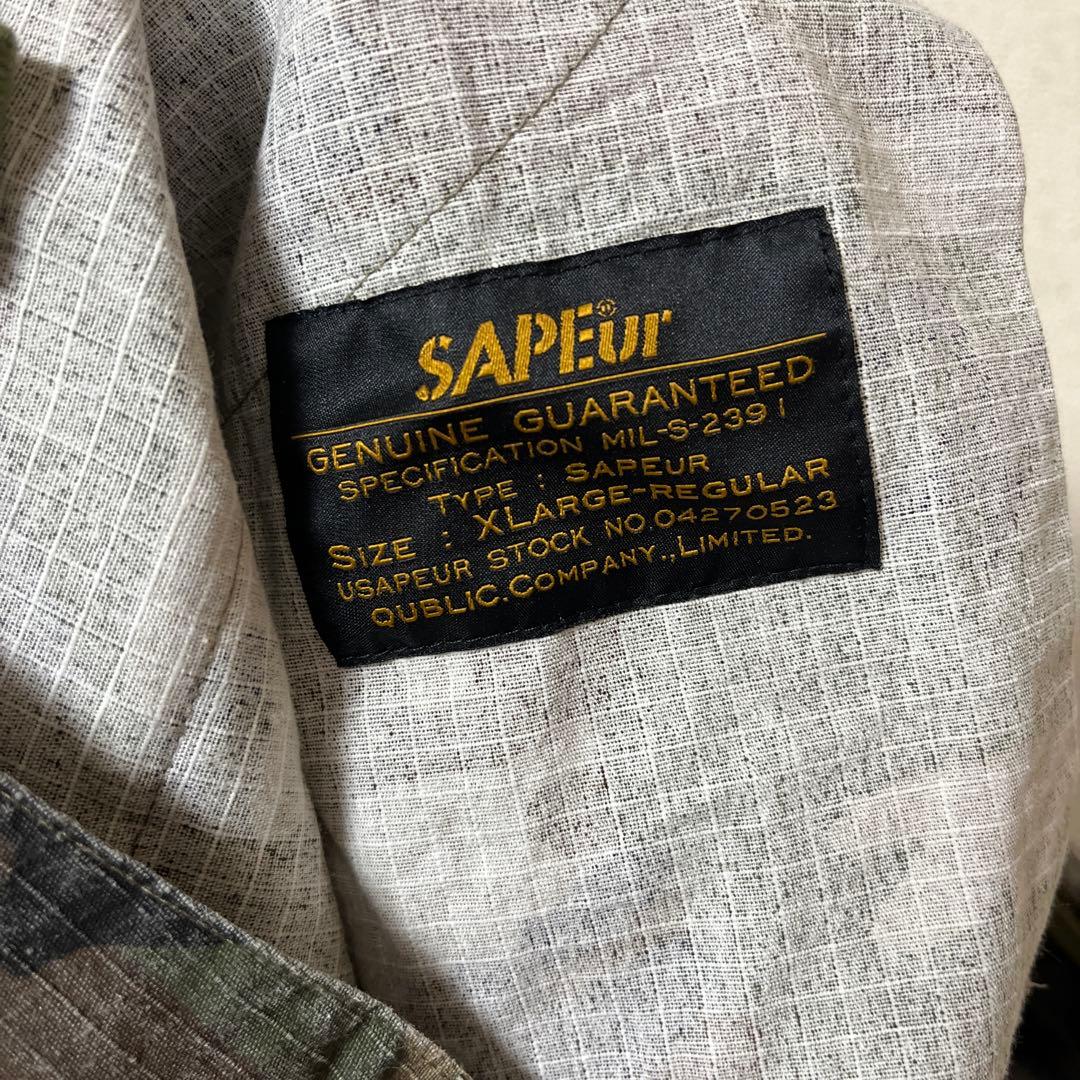 SAPEur
GENUINE GUARANTEED
SPECIFICATION MIL-S-2391
TYPE : SAPEUR
SIZE : XLARGE-REGULAR
USAPEUR STOCK NO.04270523
QUBLIC.COMPANY.,LIMITED.